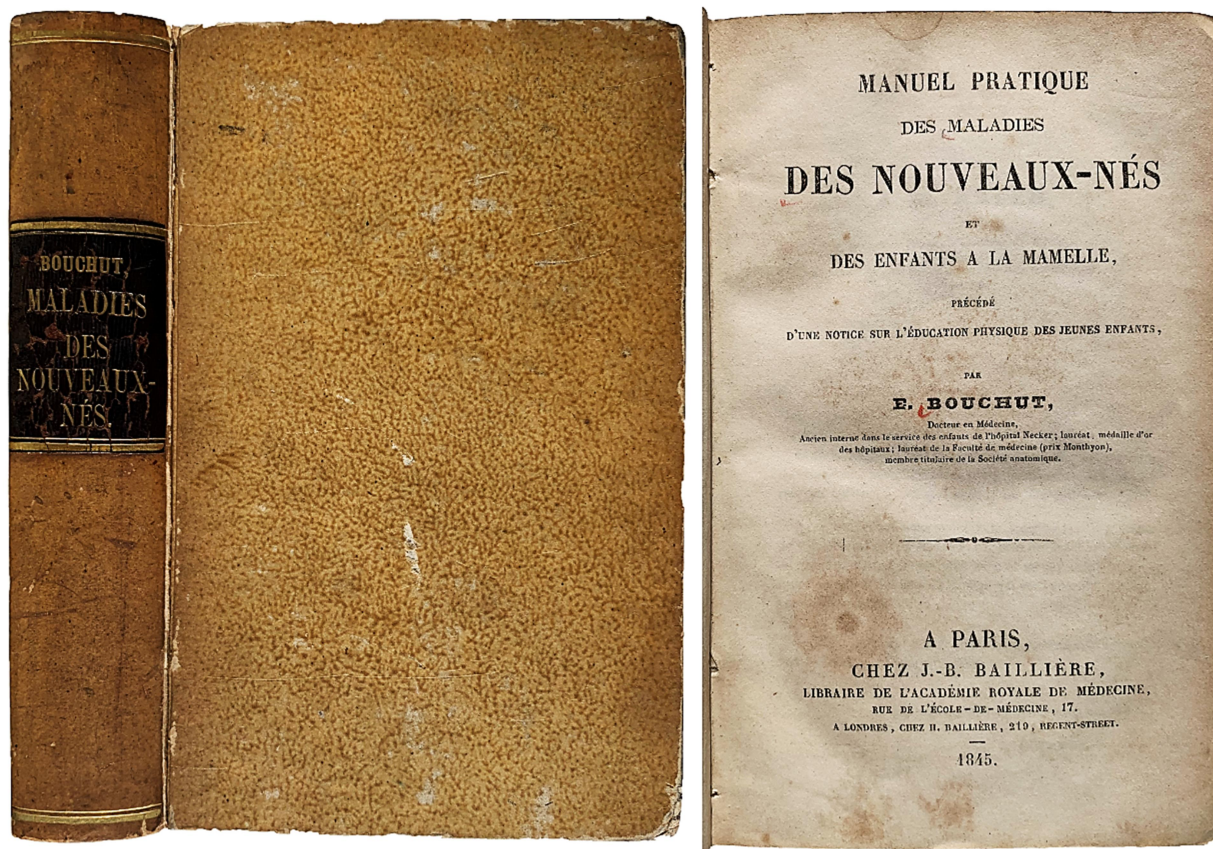 BOUCHUT,
MALADIES
DES
NOUVEAUX-
NÉS
MANUEL PRATIQUE
DES MALADIES
DES NOUVEAUX-NÉS
ET
DES ENFANTS A LA MAMELLE,
PRÉCÉDÉ
D'UNE NOTICE SUR L'ÉDUCATION PHYSIQUE DES JEUNES ENFANTS,
PAR
E. BOUCHUT,
Docteur en Médecine,
Ancien interne dans le service des enfants de l'hôpital Necker; lauréat, médaille d'or
des hôpitaux; lauréat de la Faculté de médecine (prix Monthyon),
membre titulaire de la Société anatomique.
A PARIS,
CHEZ J.-B. BAILLIÈRE,
LIBRAIRE DE L'ACADÉMIE ROYALE DE MÉDECINE,
RUE DE L'ÉCOLE-DE-MÉDECINE, 17.
A LONDRES, CHEZ H. BAILLIÈRE, 219, REGENT-STREET.
1845.